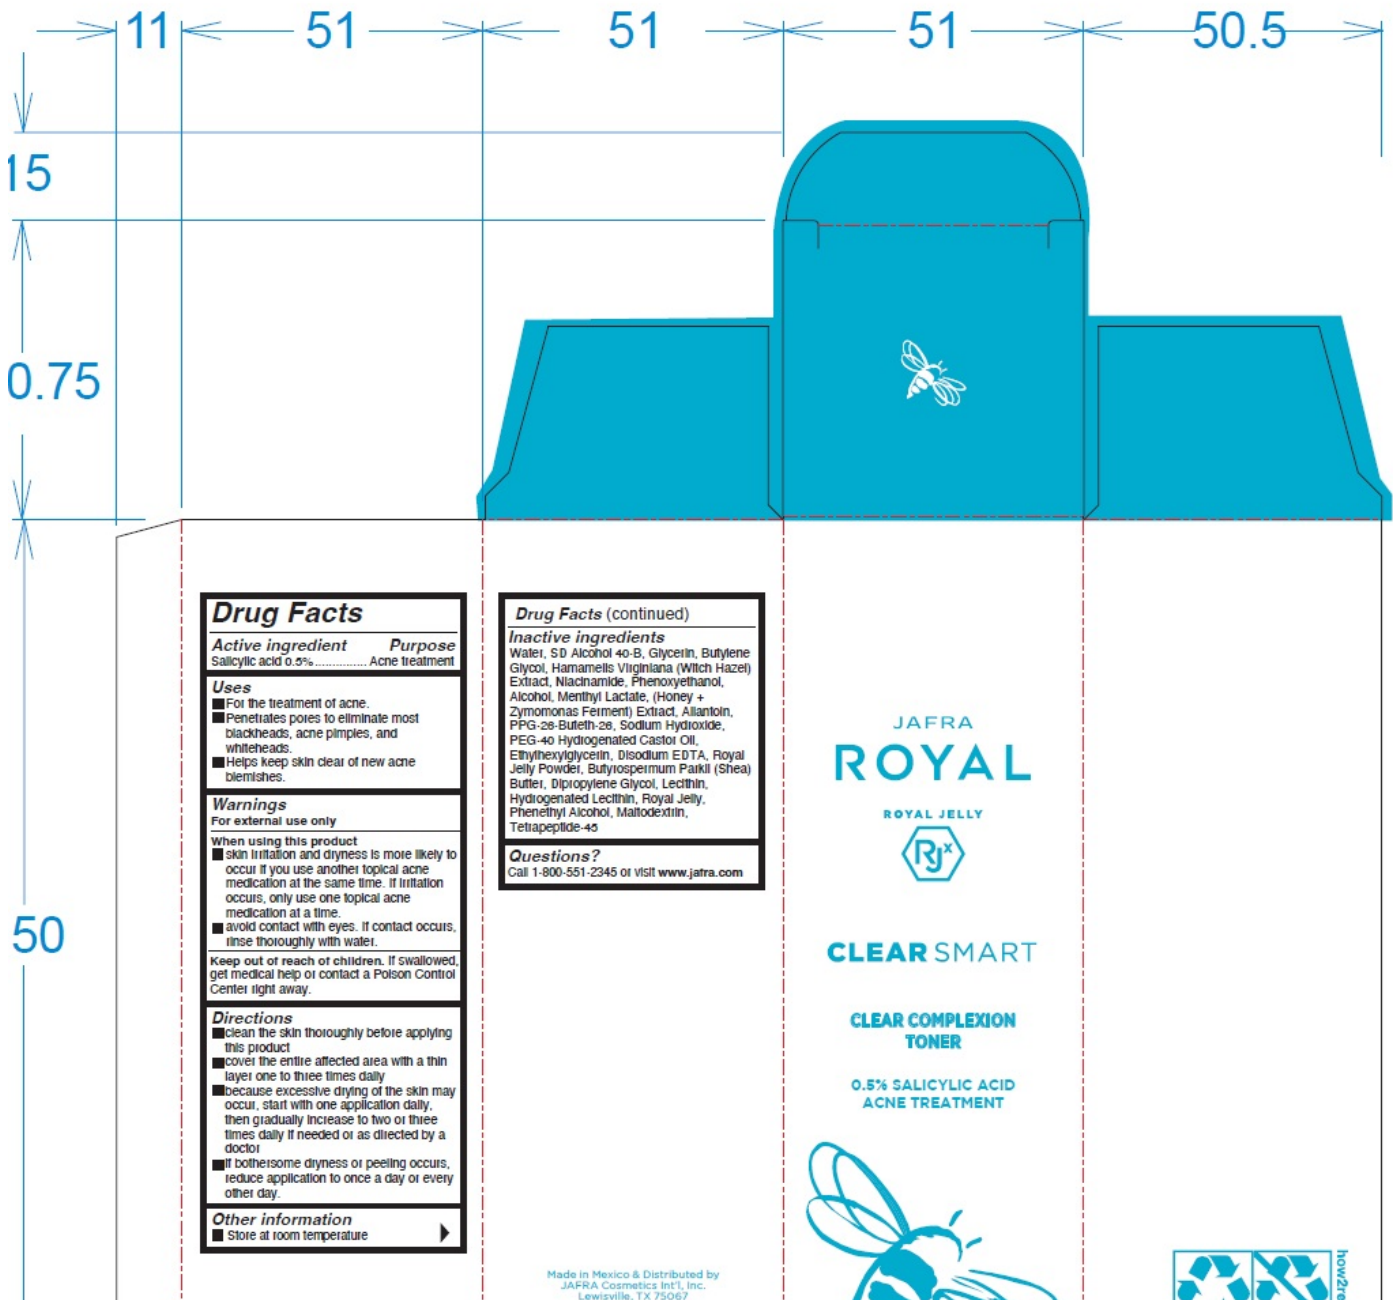 11
51
51
51
50.5
15
0.75
50
Drug Facts
Active ingredient Purpose
Salicylic acid 0.5% ............... Acne treatment
Uses
■ For the treatment of acne.
■ Penetrates pores to eliminate most
blackheads, acne pimples, and
whiteheads.
■ Helps keep skin clear of new acne
blemishes.
Warnings
For external use only
When using this product
■ skin irritation and dryness is more likely to
occur if you use another topical acne
medication at the same time. If irritation
occurs, only use one topical acne
medication at a time.
■ avoid contact with eyes. If contact occurs,
rinse thoroughly with water.
Keep out of reach of children. If swallowed,
get medical help or contact a Poison Control
Center right away.
Directions
■ clean the skin thoroughly before applying
this product
■ cover the entire affected area with a thin
layer one to three times daily
■ because excessive drying of the skin may
occur, start with one application daily,
then gradually increase to two or three
times daily if needed or as directed by a
doctor
■ if bothersome dryness or peeling occurs,
reduce application to once a day or every
other day.
Other information
■ Store at room temperature
Drug Facts (continued)
Inactive ingredients
Water, SD Alcohol 40-B, Glycerin, Butylene
Glycol, Hamamelis Virginiana (Witch Hazel)
Extract, Niacinamide, Phenoxyethanol,
Alcohol, Menthyl Lactate, (Honey +
Zymomonas Ferment) Extract, Allantoin,
PPG-26-Buteth-26, Sodium Hydroxide,
PEG-40 Hydrogenated Castor Oil,
Ethylhexylglycerin, Disodium EDTA, Royal
Jelly Powder, Butyrospermum Parkii (Shea)
Butter, Dipropylene Glycol, Lecithin,
Hydrogenated Lecithin, Royal Jelly,
Phenethyl Alcohol, Maltodextrin,
Tetrapeptide-45
Questions?
Call 1-800-551-2345 or visit www.jafra.com
Made in Mexico & Distributed by
JAFRA Cosmetics Int'l, Inc.
Lewisville, TX 75067
JAFRA
ROYAL
ROYAL JELLY
RJx
CLEAR SMART
CLEAR COMPLEXION
TONER
0.5% SALICYLIC ACID
ACNE TREATMENT